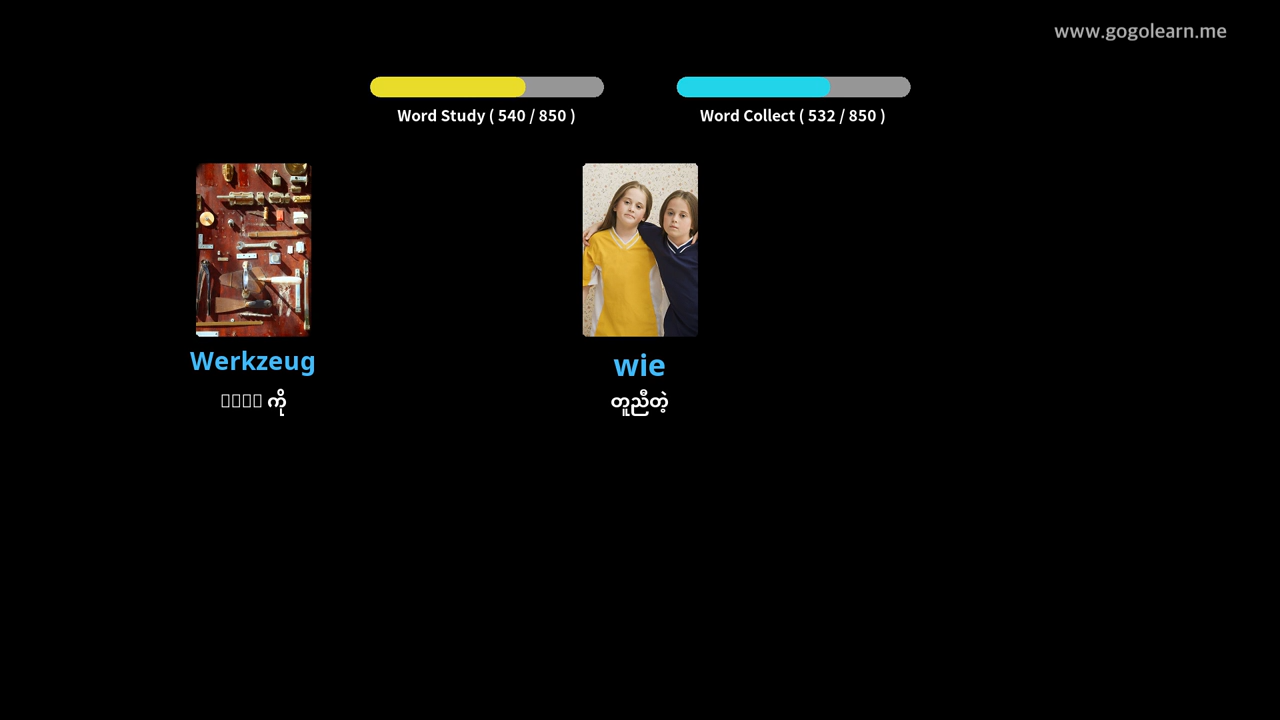 www.gogolearn.me
Word Study ( 540 / 850 )
Word Collect ( 532 / 850 )
Werkzeug
wie
ကို
တူညီတဲ့